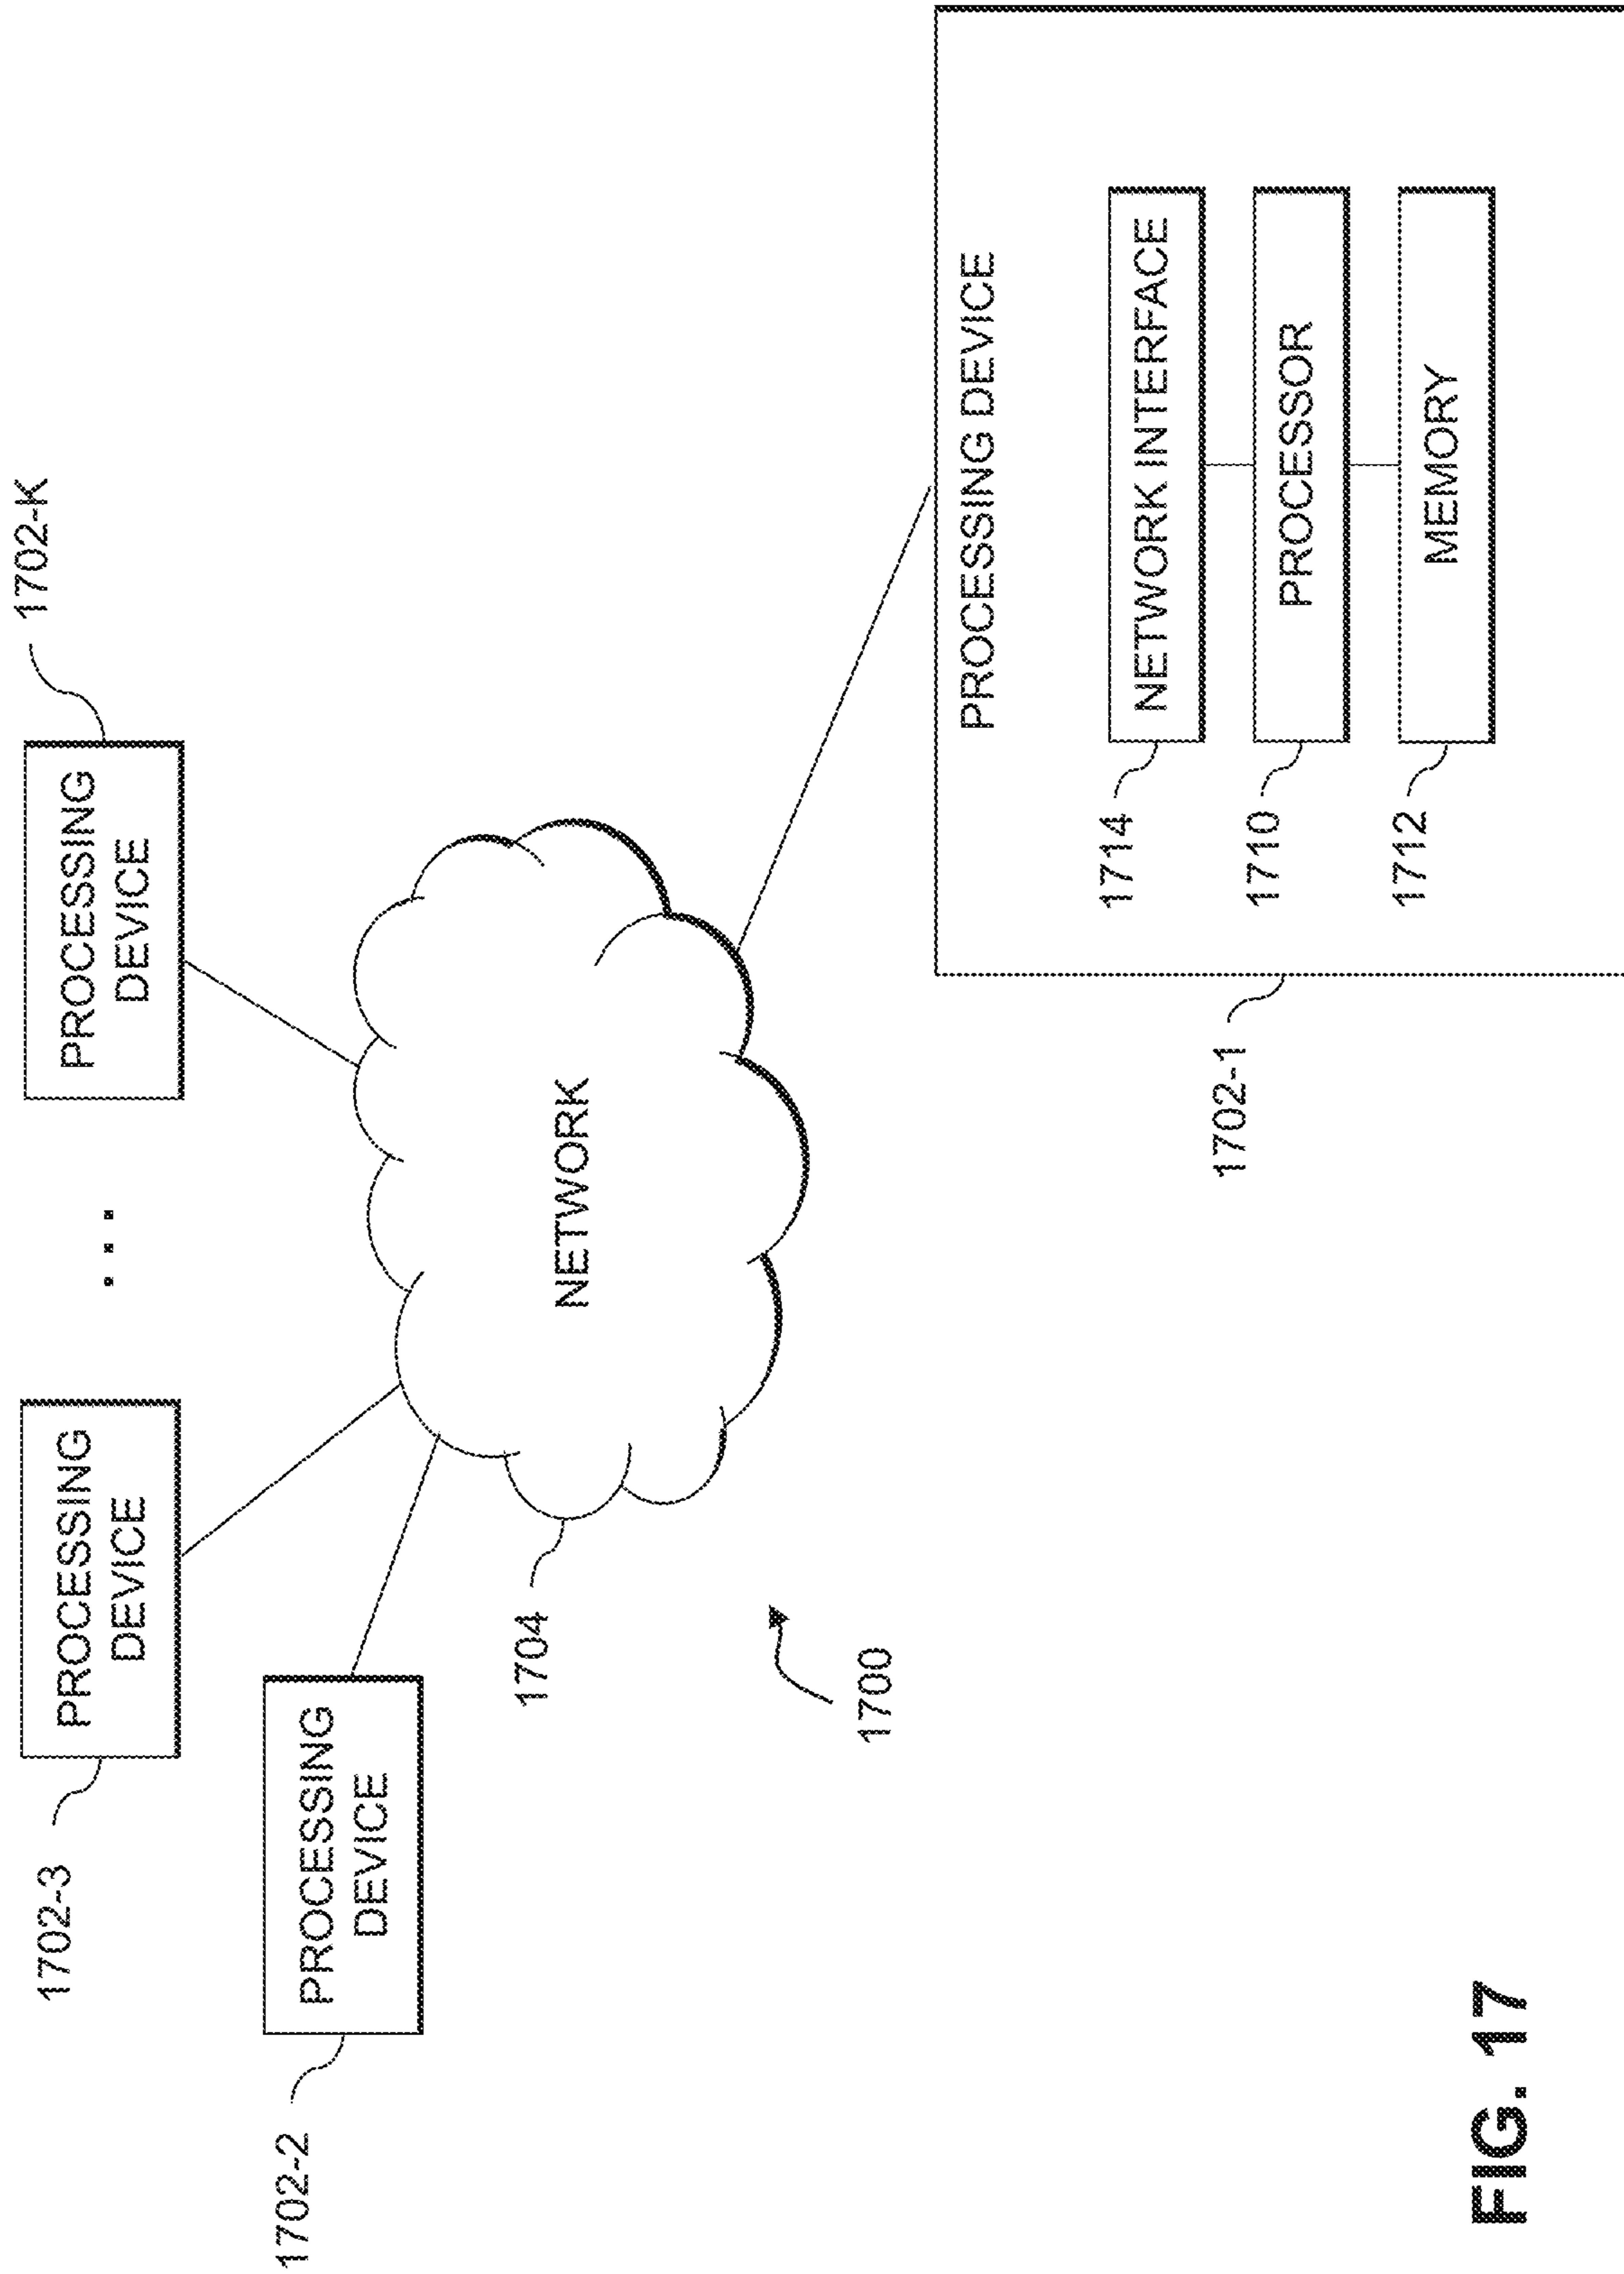 1702-3
PROCESSING
DEVICE
. . .
PROCESSING
DEVICE
1702-K
1702-2
PROCESSING
DEVICE
1704
NETWORK
1700
1702-1
PROCESSING DEVICE
1714
NETWORK INTERFACE
1710
PROCESSOR
1712
MEMORY
FIG. 17